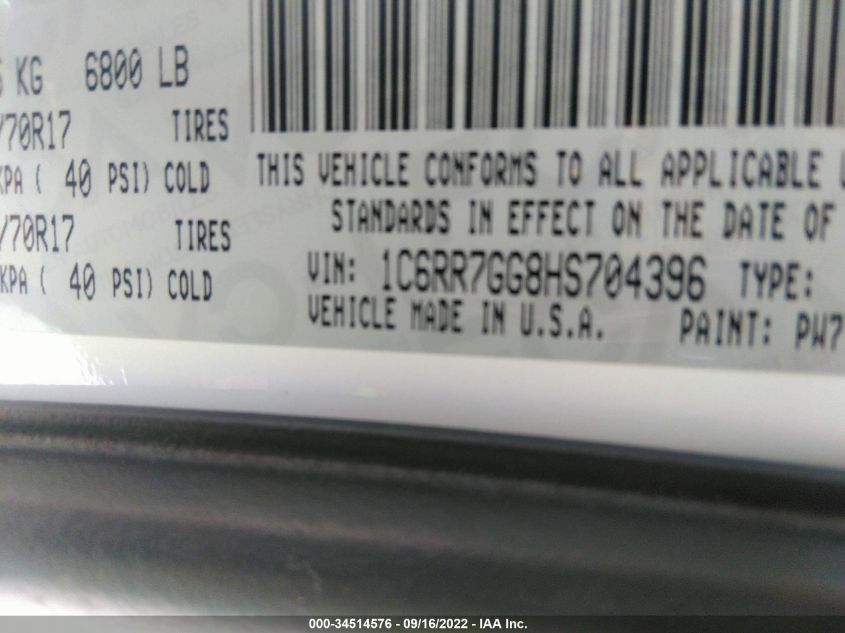 KG 6800 LB
/70R17 TIRES
KPA ( 40 PSI) COLD
/70R17 TIRES
KPA ( 40 PSI) COLD
THIS VEHICLE CONFORMS TO ALL APPLICABLE
STANDARDS IN EFFECT ON THE DATE OF
VIN: 1C6RR7GG8HS704396 TYPE:
VEHICLE MADE IN U.S.A. PAINT: PW7
000-34514576 - 09/16/2022 - IAA Inc.